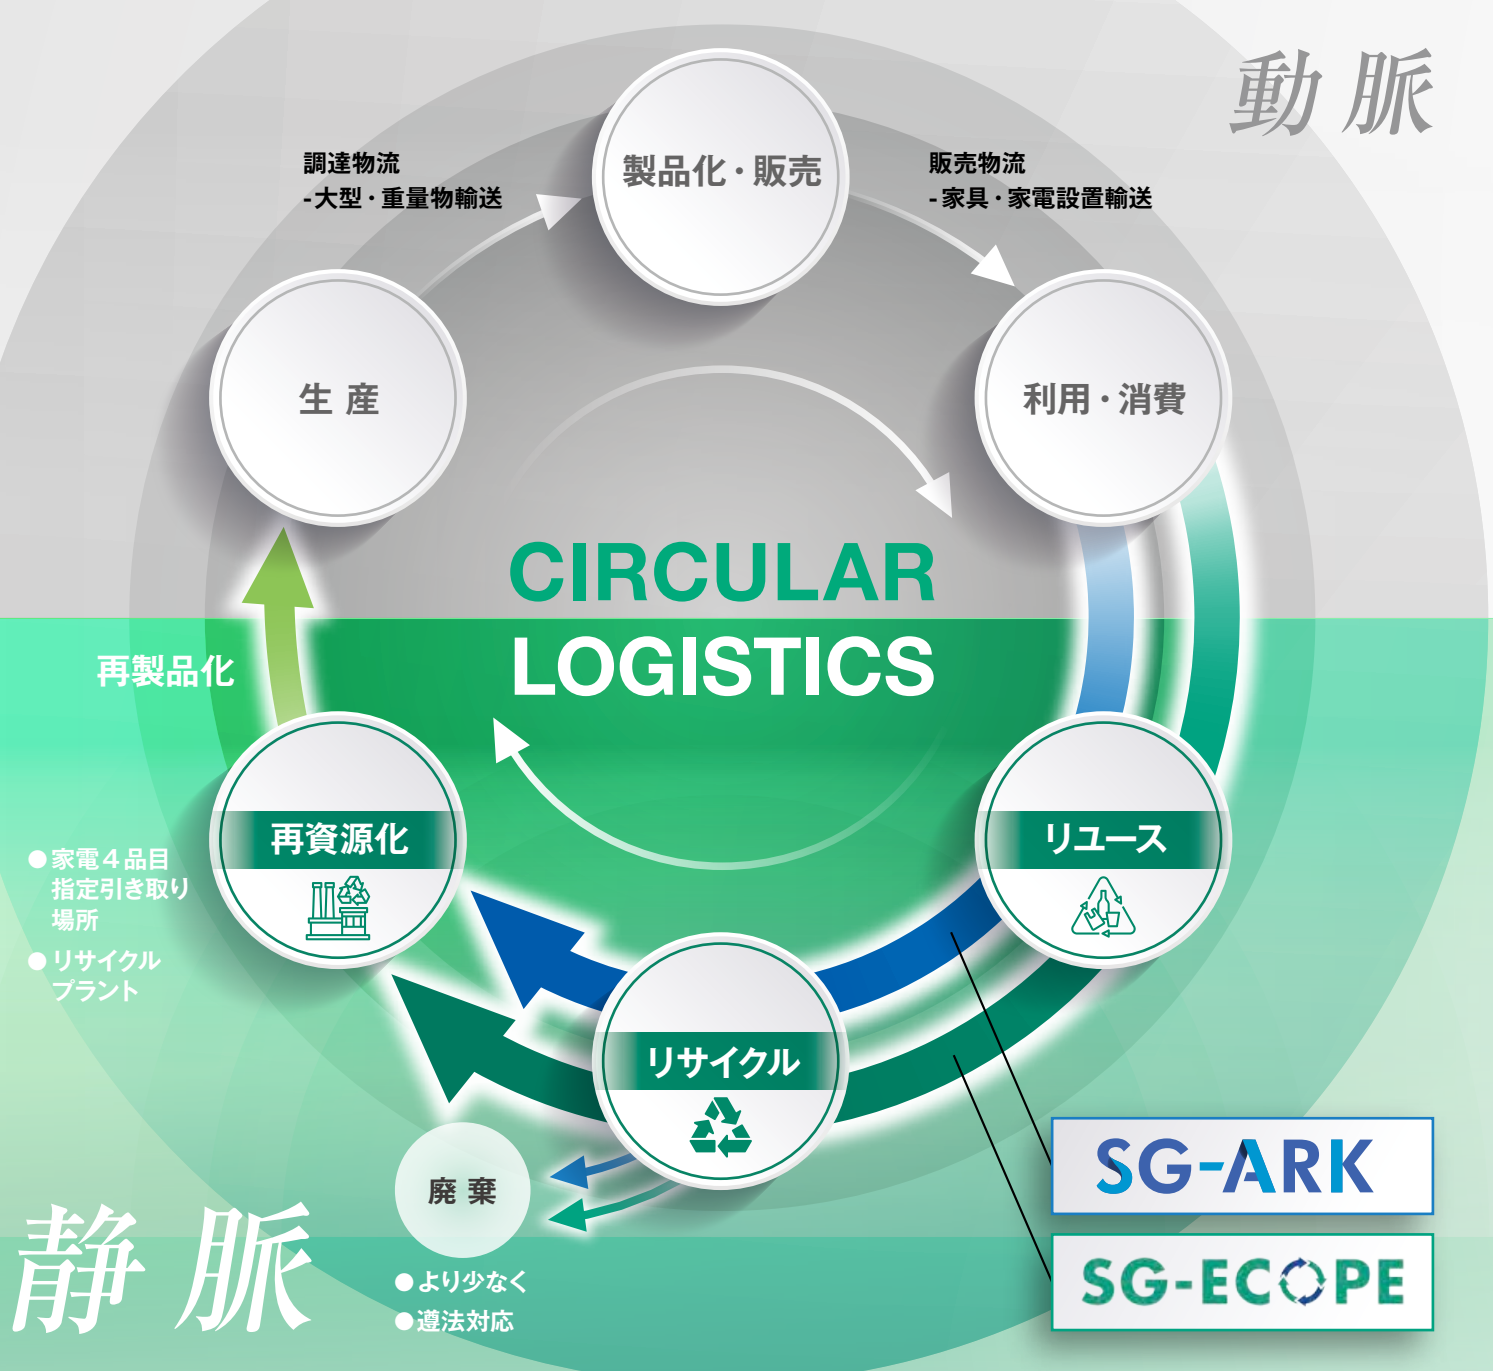 動脈
調達物流
-大型・重量物輸送
製品化・販売
販売物流
-家具・家電設置輸送
生産
利用・消費
CIRCULAR
LOGISTICS
再製品化
再資源化
リユース
●家電4品目
指定引き取り
場所
●リサイクル
プラント
リサイクル
廃棄
●より少なく
●遵法対応
静脈
SG-ARK
SG-ECOPE